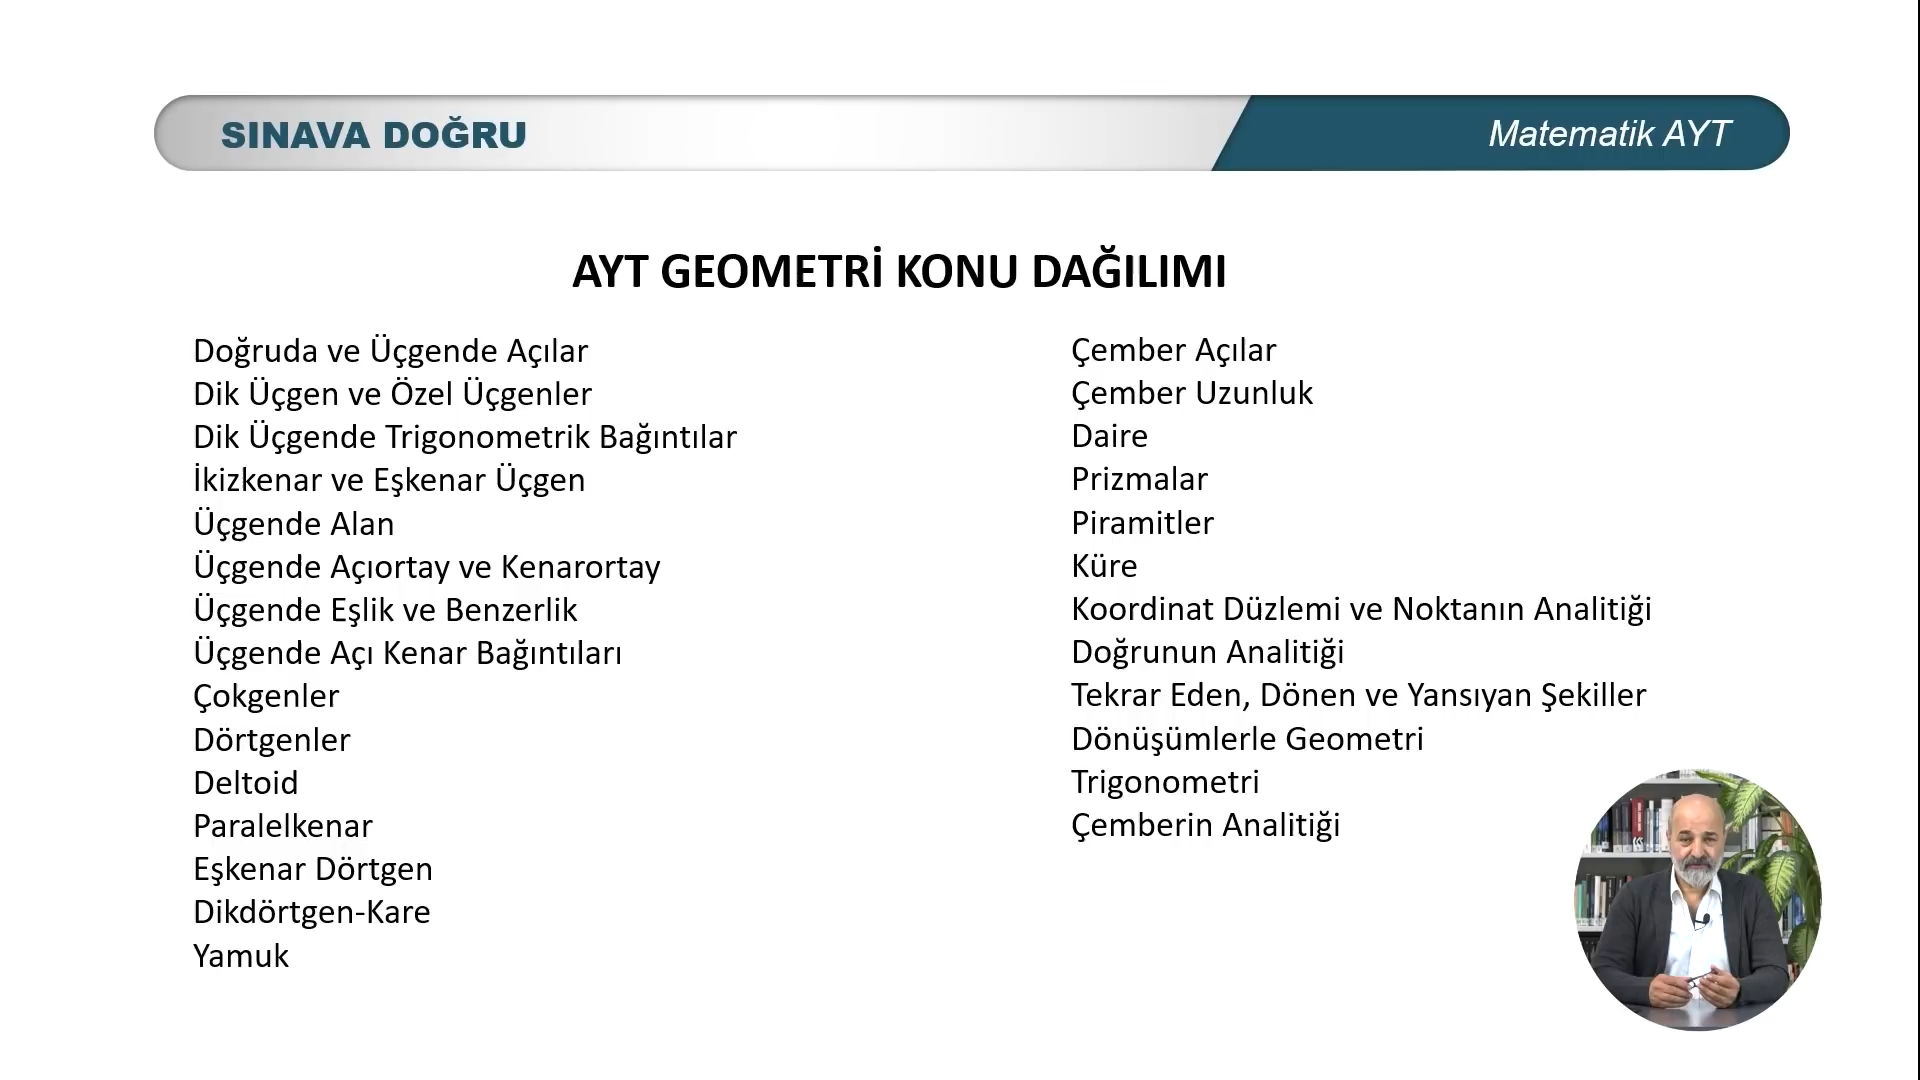 SINAVA DOĞRU
Matematik AYT
AYT GEOMETRİ KONU DAĞILIMI
Doğruda ve Üçgende Açılar
Dik Üçgen ve Özel Üçgenler
Dik Üçgende Trigonometrik Bağıntılar
İkizkenar ve Eşkenar Üçgen
Üçgende Alan
Üçgende Açıortay ve Kenarortay
Üçgende Eşlik ve Benzerlik
Üçgende Açı Kenar Bağıntıları
Çokgenler
Dörtgenler
Deltoid
Paralelkenar
Eşkenar Dörtgen
Dikdörtgen-Kare
Yamuk
Çember Açılar
Çember Uzunluk
Daire
Prizmalar
Piramitler
Küre
Koordinat Düzlemi ve Noktanın Analitiği
Doğrunun Analitiği
Tekrar Eden, Dönen ve Yansıyan Şekiller
Dönüşümlerle Geometri
Trigonometri
Çemberin Analitiği